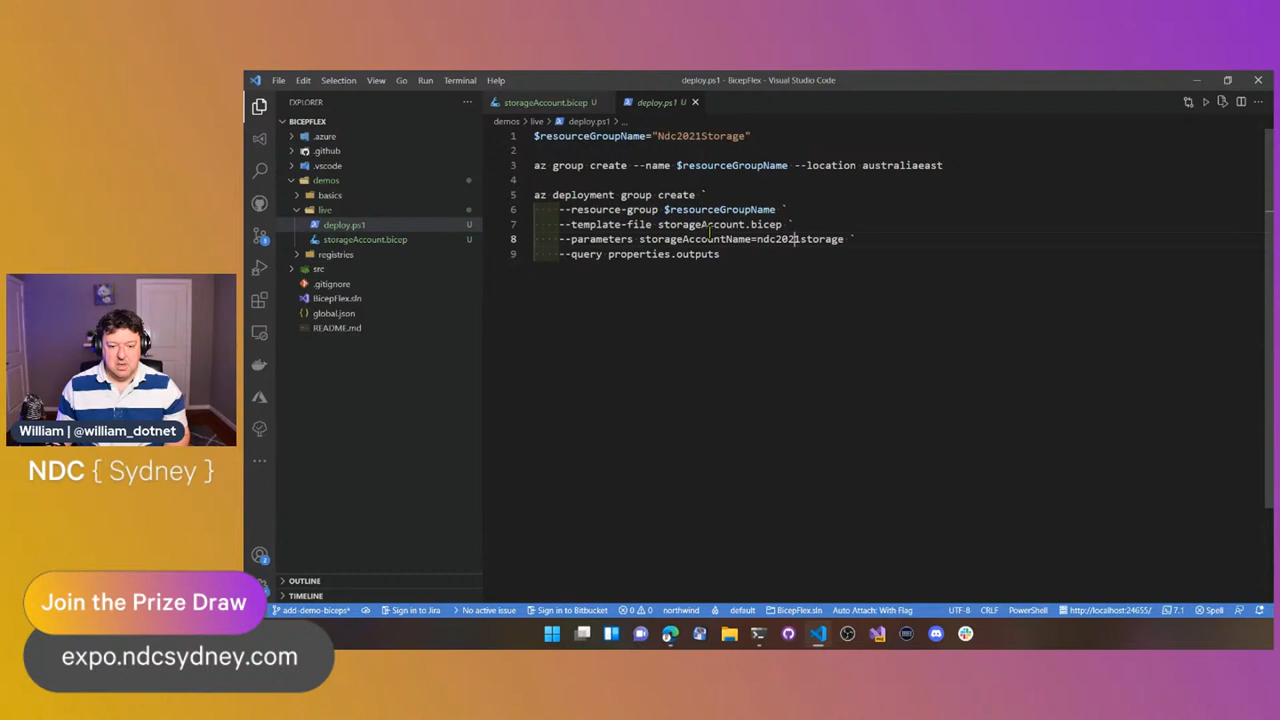 File Edit Selection View Go Run Terminal Help
deploy.ps1 - BicepFlex - Visual Studio Code
EXPLORER
storageAccount.bicep U
deploy.ps1 U
BICEPFLEX
demos > live > deploy.ps1 > ...
.azure
.github
.vscode
demos
basics
live
deploy.ps1 U
storageAccount.bicep U
registries
src
.gitignore
BicepFlex.sln
global.json
README.md
OUTLINE
TIMELINE
1 $resourceGroupName="Ndc2021Storage"
2
3 az group create --name $resourceGroupName --location australiaeast
4
5 az deployment group create `
6 --resource-group $resourceGroupName `
7 --template-file storageAccount.bicep `
8 --parameters storageAccountName=ndc2021storage `
9 --query properties.outputs
add-demo-biceps* Sign in to Jira No active issue Sign in to Bitbucket 0 0 northwind default BicepFlex.sln Auto Attach: With Flag UTF-8 CRLF PowerShell http://localhost:24655/ 7.1 Spell
William | @william_dotnet
NDC { Sydney }
Join the Prize Draw
expo.ndcsydney.com